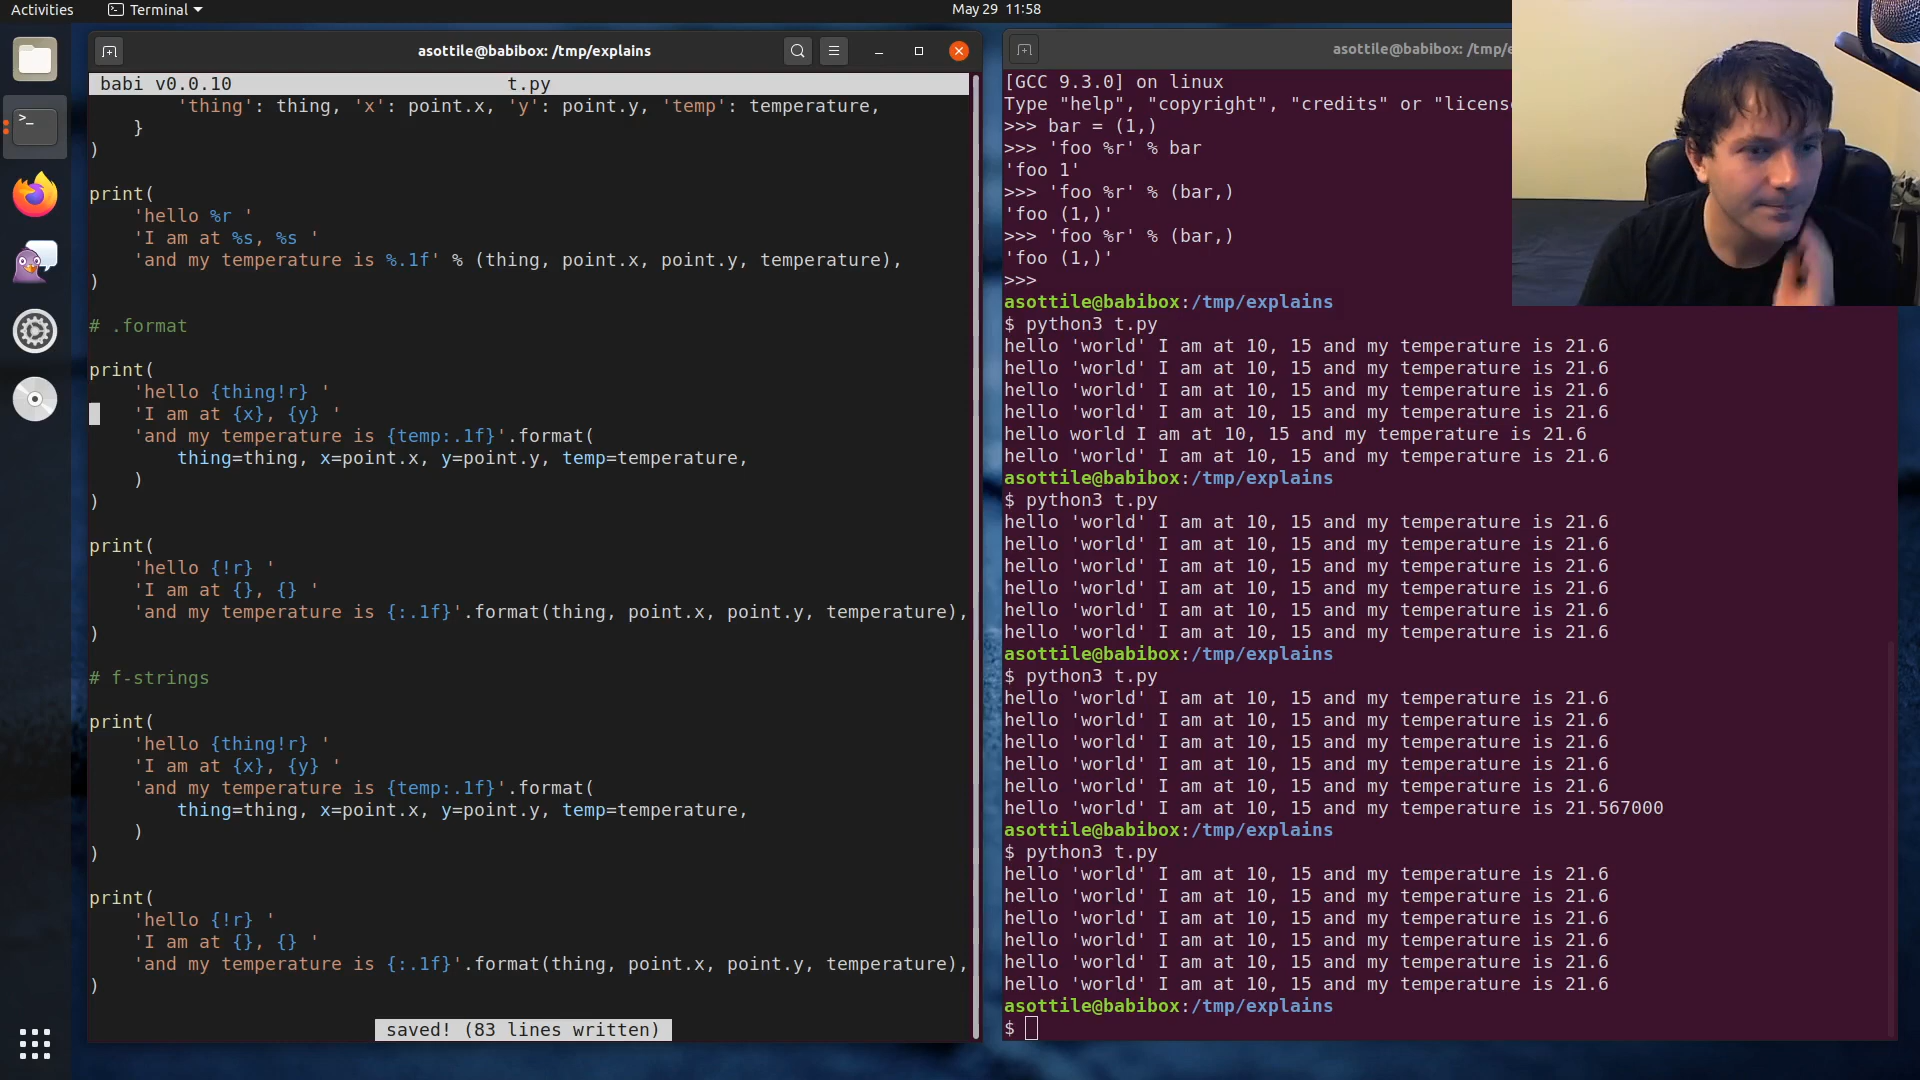 Activities
Terminal
May 29 11:58
asottile@babibox: /tmp/explains
babi v0.0.10 t.py
'thing': thing, 'x': point.x, 'y': point.y, 'temp': temperature,
}
)
print(
'hello %r '
'I am at %s, %s '
'and my temperature is %.1f' % (thing, point.x, point.y, temperature),
)
# .format
print(
'hello {thing!r} '
'I am at {x}, {y} '
'and my temperature is {temp:.1f}'.format(
thing=thing, x=point.x, y=point.y, temp=temperature,
)
)
print(
'hello {!r} '
'I am at {}, {} '
'and my temperature is {:.1f}'.format(thing, point.x, point.y, temperature),
)
# f-strings
print(
'hello {thing!r} '
'I am at {x}, {y} '
'and my temperature is {temp:.1f}'.format(
thing=thing, x=point.x, y=point.y, temp=temperature,
)
)
print(
'hello {!r} '
'I am at {}, {} '
'and my temperature is {:.1f}'.format(thing, point.x, point.y, temperature),
)
saved! (83 lines written)
asottile@babibox: /tmp/e
[GCC 9.3.0] on linux
Type "help", "copyright", "credits" or "licens
>>> bar = (1,)
>>> 'foo %r' % bar
'foo 1'
>>> 'foo %r' % (bar,)
'foo (1,)'
>>> 'foo %r' % (bar,)
'foo (1,)'
>>>
asottile@babibox:/tmp/explains
$ python3 t.py
hello 'world' I am at 10, 15 and my temperature is 21.6
hello 'world' I am at 10, 15 and my temperature is 21.6
hello 'world' I am at 10, 15 and my temperature is 21.6
hello 'world' I am at 10, 15 and my temperature is 21.6
hello world I am at 10, 15 and my temperature is 21.6
hello 'world' I am at 10, 15 and my temperature is 21.6
asottile@babibox:/tmp/explains
$ python3 t.py
hello 'world' I am at 10, 15 and my temperature is 21.6
hello 'world' I am at 10, 15 and my temperature is 21.6
hello 'world' I am at 10, 15 and my temperature is 21.6
hello 'world' I am at 10, 15 and my temperature is 21.6
hello 'world' I am at 10, 15 and my temperature is 21.6
hello 'world' I am at 10, 15 and my temperature is 21.6
asottile@babibox:/tmp/explains
$ python3 t.py
hello 'world' I am at 10, 15 and my temperature is 21.6
hello 'world' I am at 10, 15 and my temperature is 21.6
hello 'world' I am at 10, 15 and my temperature is 21.6
hello 'world' I am at 10, 15 and my temperature is 21.6
hello 'world' I am at 10, 15 and my temperature is 21.6
hello 'world' I am at 10, 15 and my temperature is 21.567000
asottile@babibox:/tmp/explains
$ python3 t.py
hello 'world' I am at 10, 15 and my temperature is 21.6
hello 'world' I am at 10, 15 and my temperature is 21.6
hello 'world' I am at 10, 15 and my temperature is 21.6
hello 'world' I am at 10, 15 and my temperature is 21.6
hello 'world' I am at 10, 15 and my temperature is 21.6
hello 'world' I am at 10, 15 and my temperature is 21.6
asottile@babibox:/tmp/explains
$